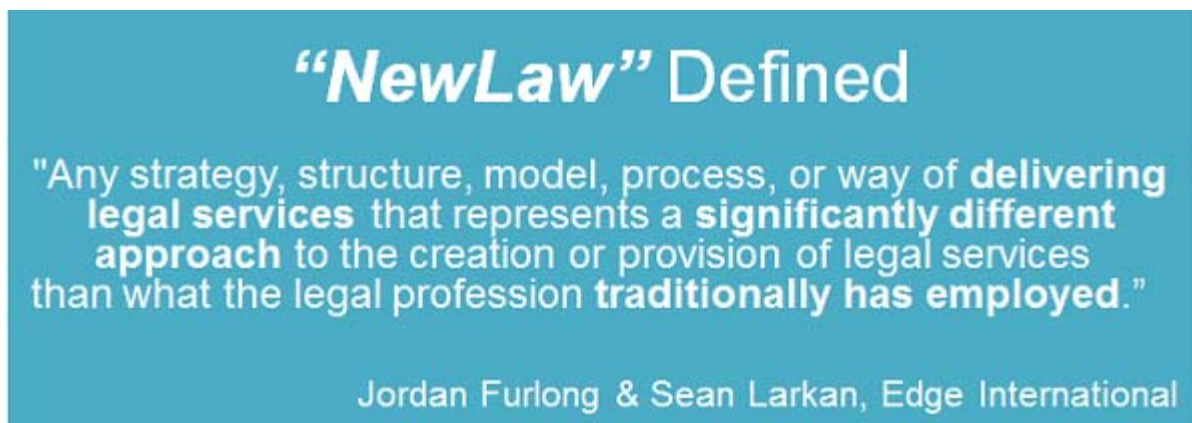 “NewLaw” Defined
"Any strategy, structure, model, process, or way of delivering
legal services that represents a significantly different
approach to the creation or provision of legal services
than what the legal profession traditionally has employed.”
Jordan Furlong & Sean Larkan, Edge International